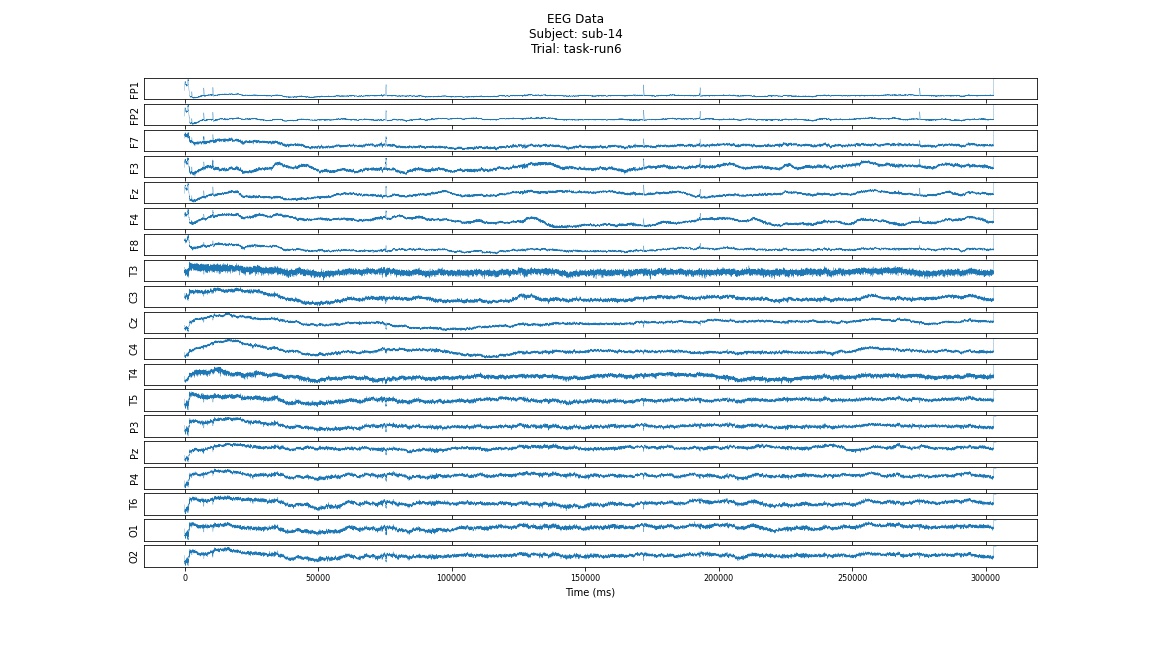 EEG Data
Subject: sub-14
Trial: task-run6
FP1
FP2
F7
F3
Fz
F4
F8
T3
C3
Cz
C4
T4
T5
P3
Pz
P4
T6
O1
O2
0 50000 100000 150000 200000 250000 300000
Time (ms)